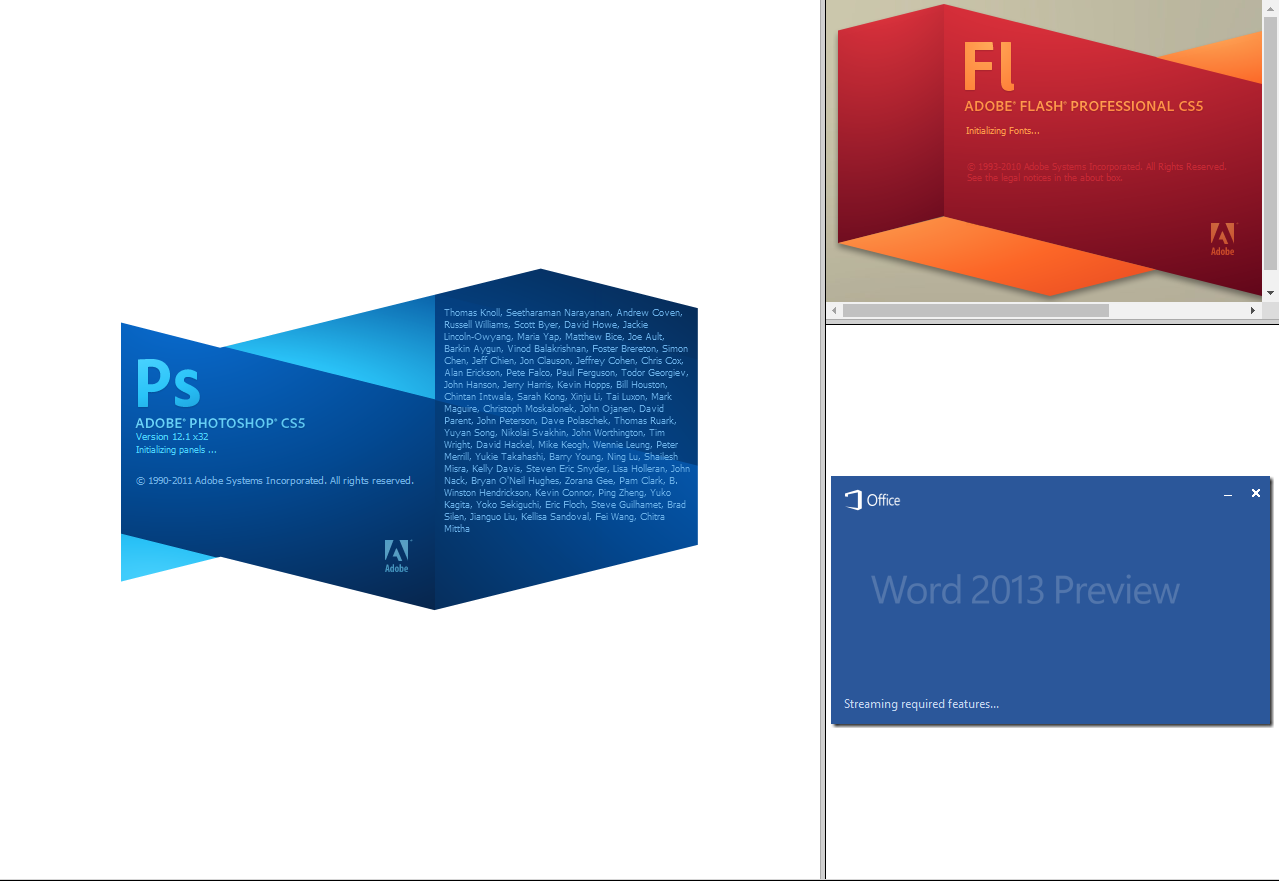 Ps
ADOBE® PHOTOSHOP® CS5
Version 12.1 x32
Initializing panels ...
© 1990-2011 Adobe Systems Incorporated. All rights reserved.
Adobe
Thomas Knoll, Seetharaman Narayanan, Andrew Coven,
Russell Williams, Scott Byer, David Howe, Jackie
Lincoln-Owyang, Maria Yap, Matthew Bice, Joe Ault,
Barkin Aygun, Vinod Balakrishnan, Foster Brereton, Simon
Chen, Jeff Chien, Jon Clauson, Jeffrey Cohen, Chris Cox,
Alan Erickson, Pete Falco, Paul Ferguson, Todor Georgiev,
John Hanson, Jerry Harris, Kevin Hopps, Bill Houston,
Chintan Intwala, Sarah Kong, Xinju Li, Tai Luxon, Mark
Maguire, Christoph Moskalonek, John Ojanen, David
Parent, John Peterson, Dave Polaschek, Thomas Ruark,
Yuyan Song, Nikolai Svakhin, John Worthington, Tim
Wright, David Hackel, Mike Keogh, Wennie Leung, Peter
Merrill, Yukie Takahashi, Barry Young, Ning Lu, Shailesh
Misra, Kelly Davis, Steven Eric Snyder, Lisa Holleran, John
Nack, Bryan O'Neil Hughes, Zorana Gee, Pam Clark, B.
Winston Hendrickson, Kevin Connor, Ping Zheng, Yuko
Kagita, Yoko Sekiguchi, Eric Floch, Steve Guilhamet, Brad
Silen, Jianguo Liu, Kellisa Sandoval, Fei Wang, Chitra
Mittha
Fl
ADOBE® FLASH® PROFESSIONAL CS5
Initializing Fonts...
© 1993-2010 Adobe Systems Incorporated. All Rights Reserved.
See the legal notices in the about box.
Adobe
Office
Word 2013 Preview
Streaming required features...